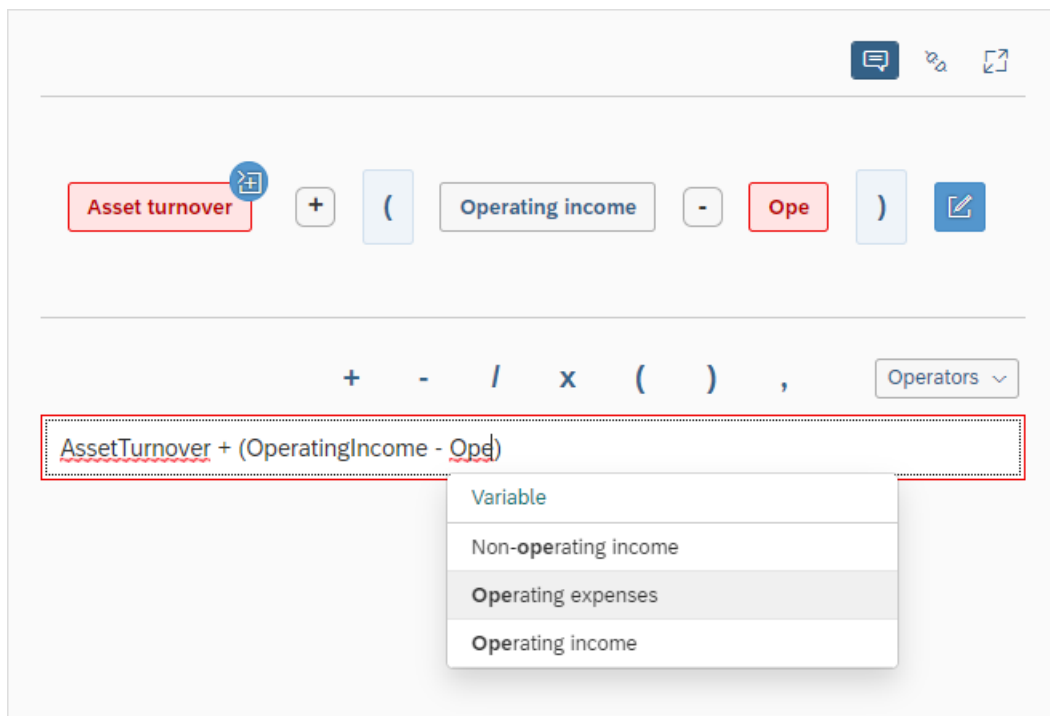 Asset turnover + ( Operating income - Ope )
+ - / x ( ) , Operators
AssetTurnover + (OperatingIncome - Ope)
Variable
Non-operating income
Operating expenses
Operating income